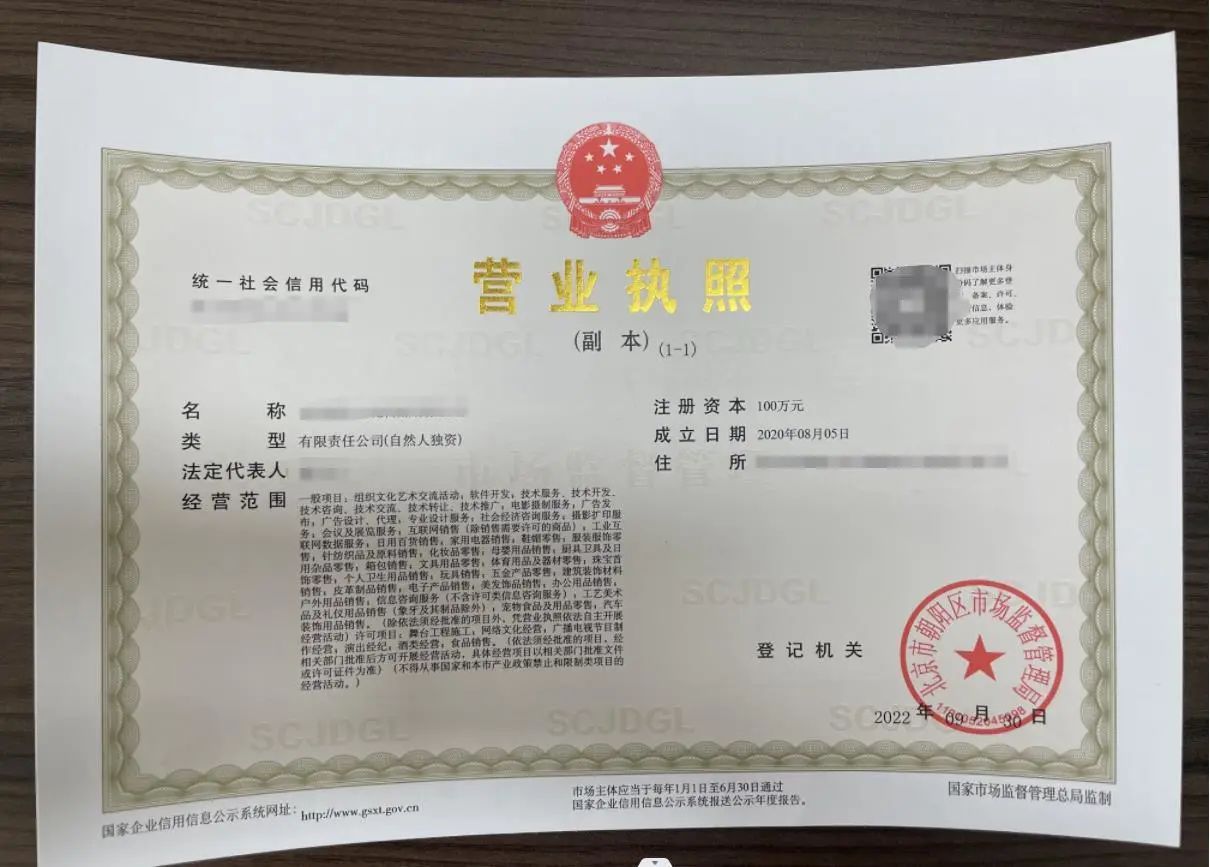 统一社会信用代码
营业执照
(副 本) (1-1)
扫描市场主体身
份码了解更多登
备案、许可、
信息、体验
更多应用服务。
名 称
类 型 有限责任公司(自然人独资)
法定代表人
经营范围
一般项目：组织文化艺术交流活动；软件开发；技术服务、技术开发、
技术咨询、技术交流、技术转让、技术推广；电影摄制服务；广告发
布；广告设计、代理；专业设计服务；社会经济咨询服务；摄影扩印服
务；会议及展览服务；互联网销售（除销售需要许可的商品）；工业互
联网数据服务；日用百货销售；家用电器销售；鞋帽零售；服装服饰零
售；针纺织品及原料销售；化妆品零售；母婴用品销售；厨具卫具及日
用杂品零售；箱包销售；文具用品零售；体育用品及器材零售；珠宝首
饰零售；个人卫生用品销售；玩具销售；五金产品零售；建筑装饰材料
销售；皮革制品销售；电子产品销售；美发饰品销售；办公用品销售；
户外用品销售；信息咨询服务（不含许可类信息咨询服务）；工艺美术
品及礼仪用品销售（象牙及其制品除外）；宠物食品及用品零售；汽车
装饰用品销售。（除依法须经批准的项目外，凭营业执照依法自主开展
经营活动）许可项目：舞台工程施工；网络文化经营；广播电视节目制
作经营；演出经纪；酒类经营；食品销售。（依法须经批准的项目，经
相关部门批准后方可开展经营活动，具体经营项目以相关部门批准文件
或许可证件为准）（不得从事国家和本市产业政策禁止和限制类项目的
经营活动。）
注册资本 100万元
成立日期 2020年08月05日
住 所
登记机关
北京市朝阳区市场监督管理局
2022 年 09 月 30 日
国家企业信用信息公示系统网址：http://www.gsxt.gov.cn
市场主体应当于每年1月1日至6月30日通过
国家企业信用信息公示系统报送公示年度报告。
国家市场监督管理总局监制
SCJDGL